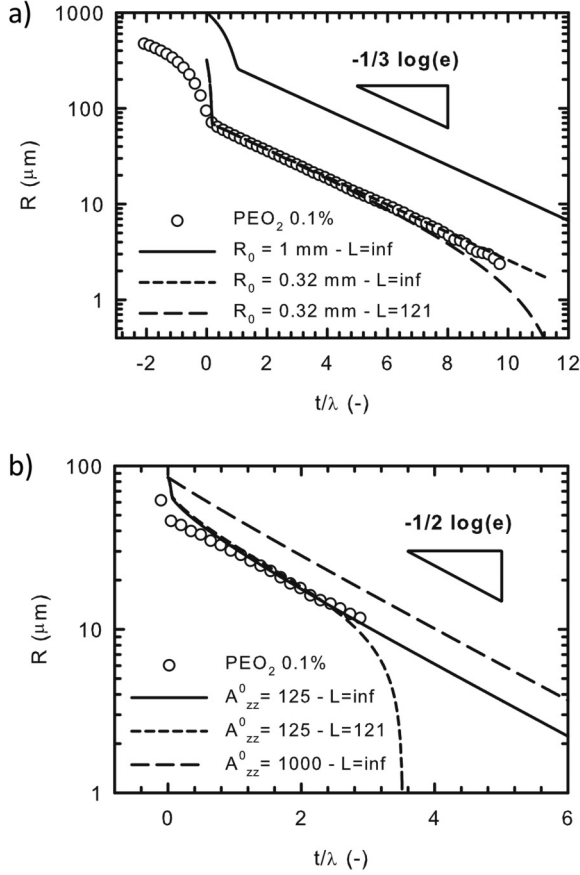 a)
1000
100
10
1
R (μm)
-1/3 log(e)
PEO₂ 0.1%
R₀ = 1 mm - L=inf
R₀ = 0.32 mm - L=inf
R₀ = 0.32 mm - L=121
-2 0 2 4 6 8 10 12
t/λ (-)
b)
100
10
1
R (μm)
-1/2 log(e)
PEO₂ 0.1%
A⁰zz= 125 - L=inf
A⁰zz= 125 - L=121
A⁰zz= 1000 - L=inf
0 2 4 6
t/λ (-)